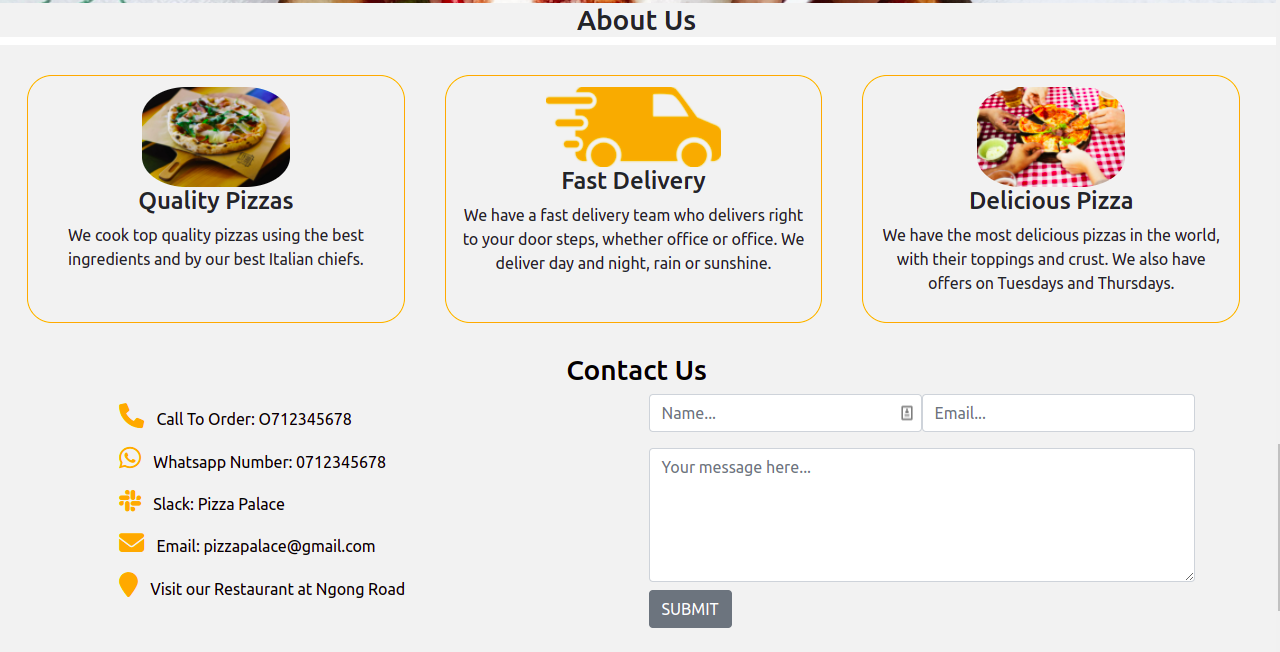 About Us
Quality Pizzas
We cook top quality pizzas using the best
ingredients and by our best Italian chiefs.
Fast Delivery
We have a fast delivery team who delivers right
to your door steps, whether office or office. We
deliver day and night, rain or sunshine.
Delicious Pizza
We have the most delicious pizzas in the world,
with their toppings and crust. We also have
offers on Tuesdays and Thursdays.
Contact Us
Call To Order: O712345678
Whatsapp Number: 0712345678
Slack: Pizza Palace
Email: pizzapalace@gmail.com
Visit our Restaurant at Ngong Road
Name...
Email...
Your message here...
SUBMIT